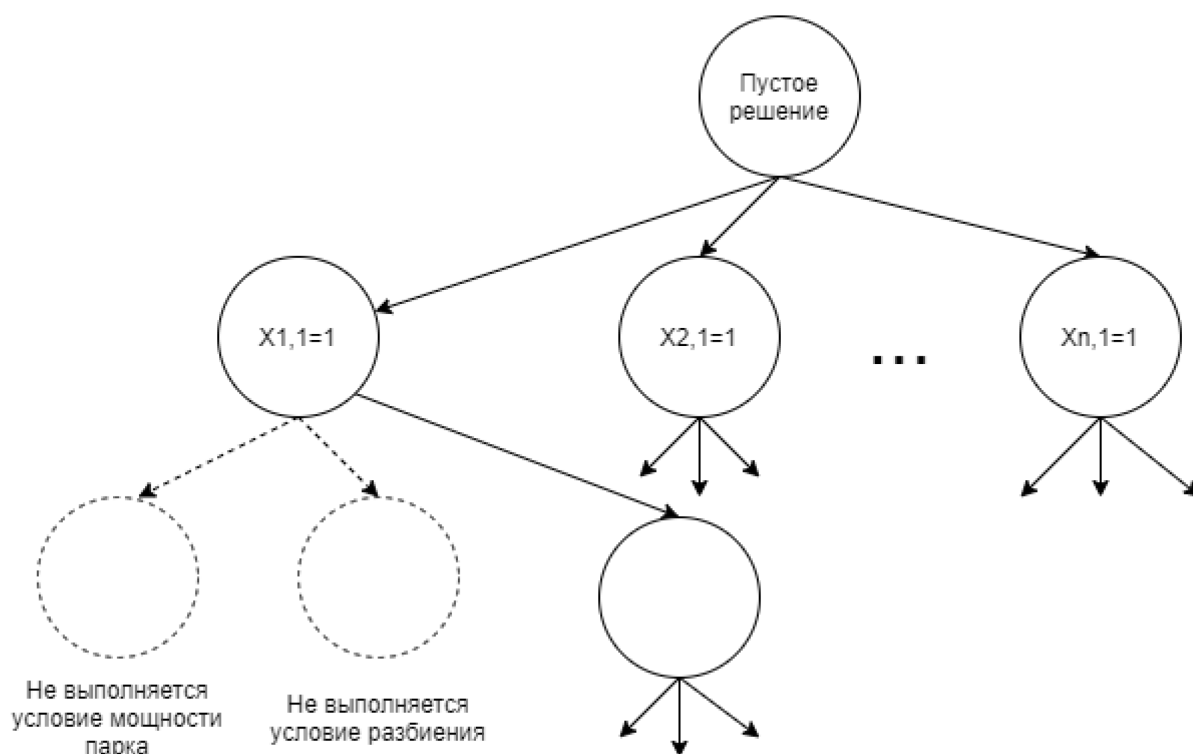 Пустое
решение
X1,1=1
X2,1=1
...
Xn,1=1
Не выполняется
условие мощности
парка
Не выполняется
условие разбиения